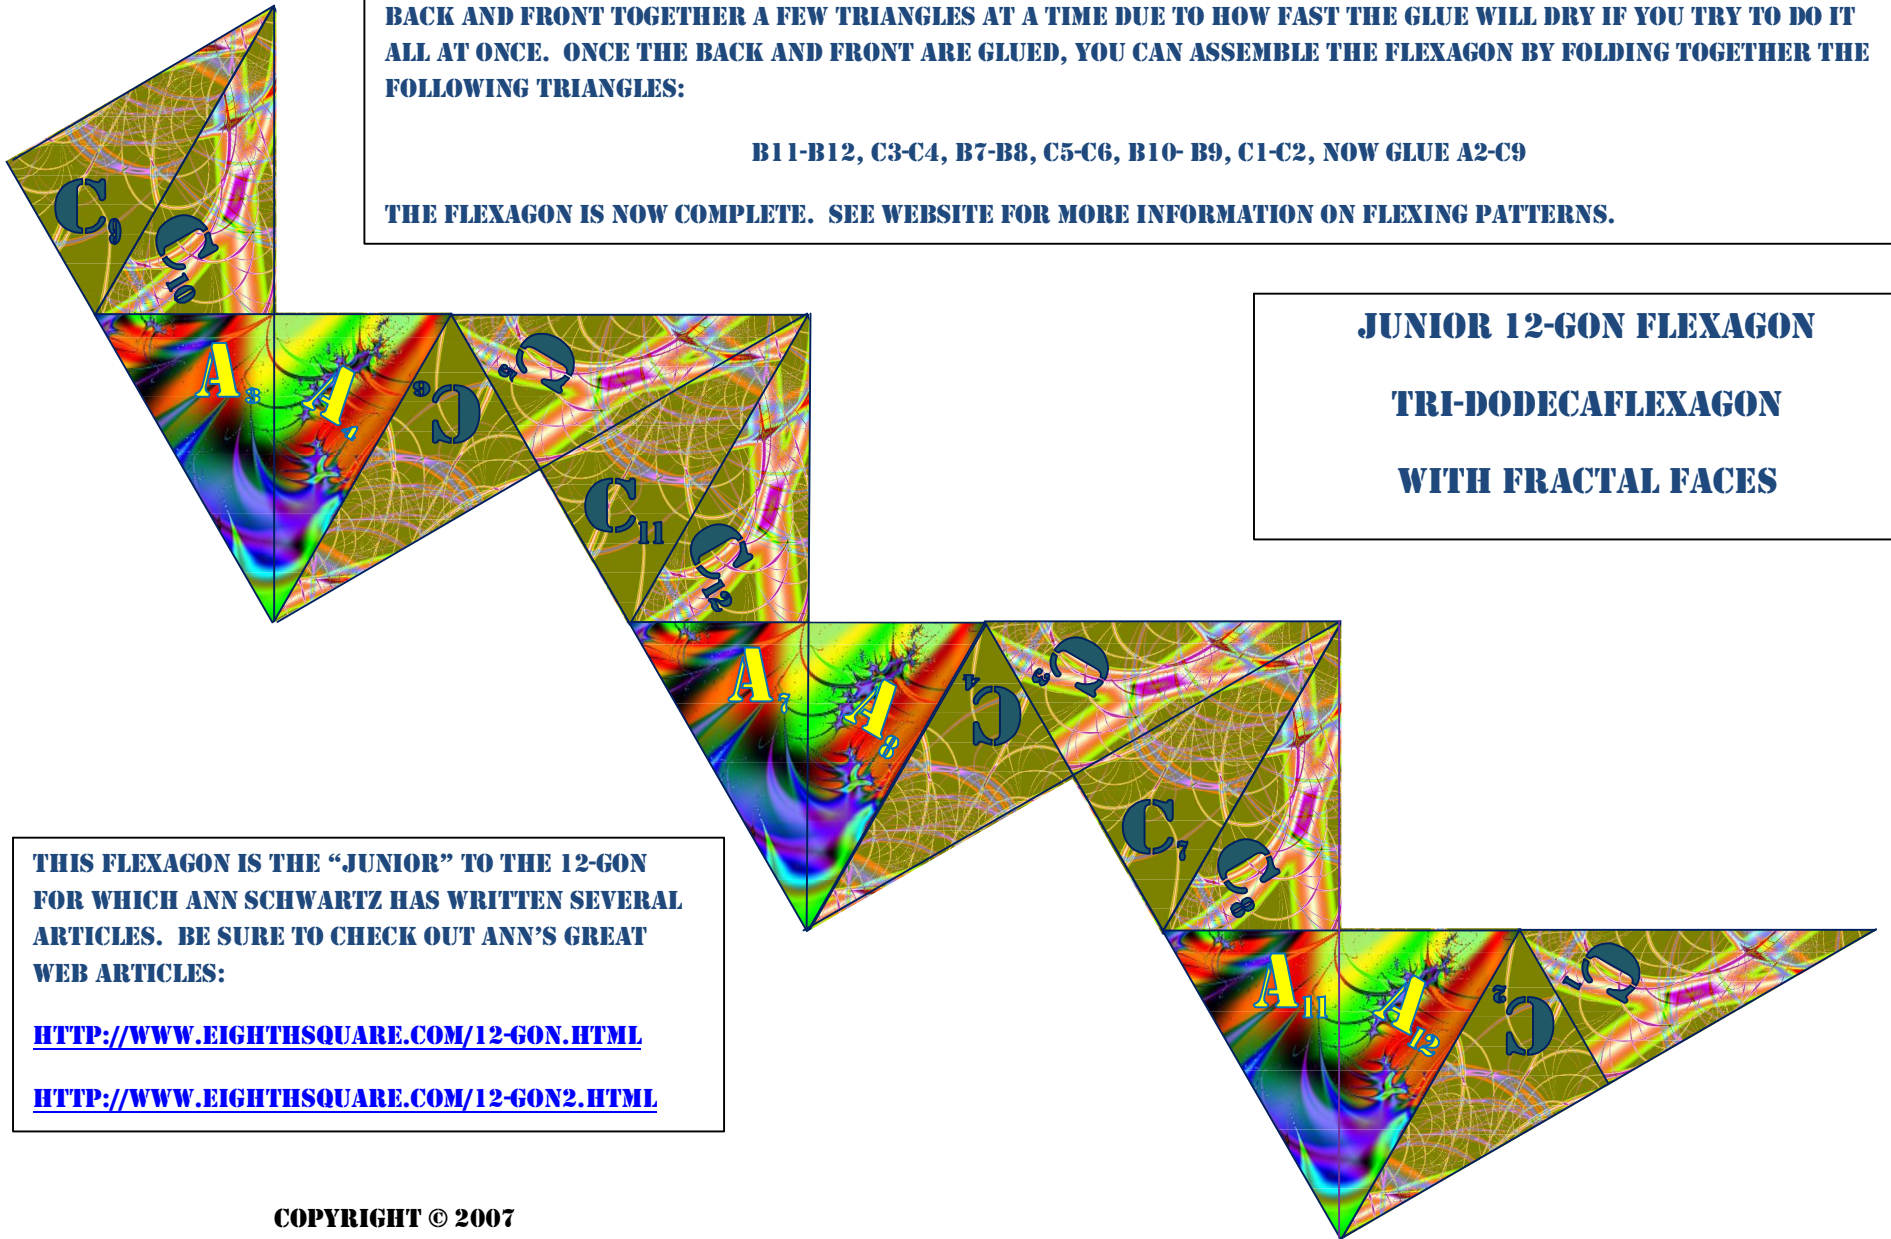 BACK AND FRONT TOGETHER A FEW TRIANGLES AT A TIME DUE TO HOW FAST THE GLUE WILL DRY IF YOU TRY TO DO IT
ALL AT ONCE. ONCE THE BACK AND FRONT ARE GLUED, YOU CAN ASSEMBLE THE FLEXAGON BY FOLDING TOGETHER THE
FOLLOWING TRIANGLES:
B11-B12, C3-C4, B7-B8, C5-C6, B10- B9, C1-C2, NOW GLUE A2-C9
THE FLEXAGON IS NOW COMPLETE. SEE WEBSITE FOR MORE INFORMATION ON FLEXING PATTERNS.
C9
C10
A3
A4
C6
C5
C11
C12
JUNIOR 12-GON FLEXAGON
TRI-DODECAFLEXAGON
WITH FRACTAL FACES
A7
A8
C4
C3
C7
C8
A11
A12
C2
C1
THIS FLEXAGON IS THE “JUNIOR” TO THE 12-GON
FOR WHICH ANN SCHWARTZ HAS WRITTEN SEVERAL
ARTICLES. BE SURE TO CHECK OUT ANN’S GREAT
WEB ARTICLES:
HTTP://WWW.EIGHTHSQUARE.COM/12-GON.HTML
HTTP://WWW.EIGHTHSQUARE.COM/12-GON2.HTML
COPYRIGHT © 2007